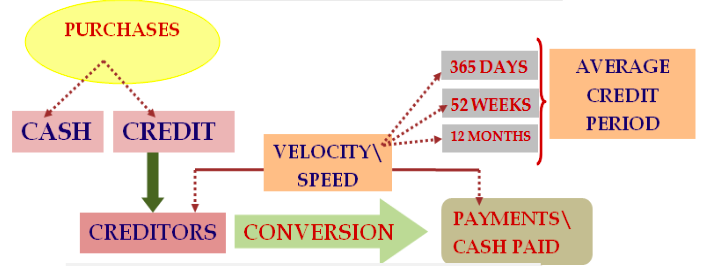 PURCHASES
CASH
CREDIT
365 DAYS
52 WEEKS
12 MONTHS
AVERAGE
CREDIT
PERIOD
VELOCITY\
SPEED
CREDITORS
CONVERSION
PAYMENTS\
CASH PAID